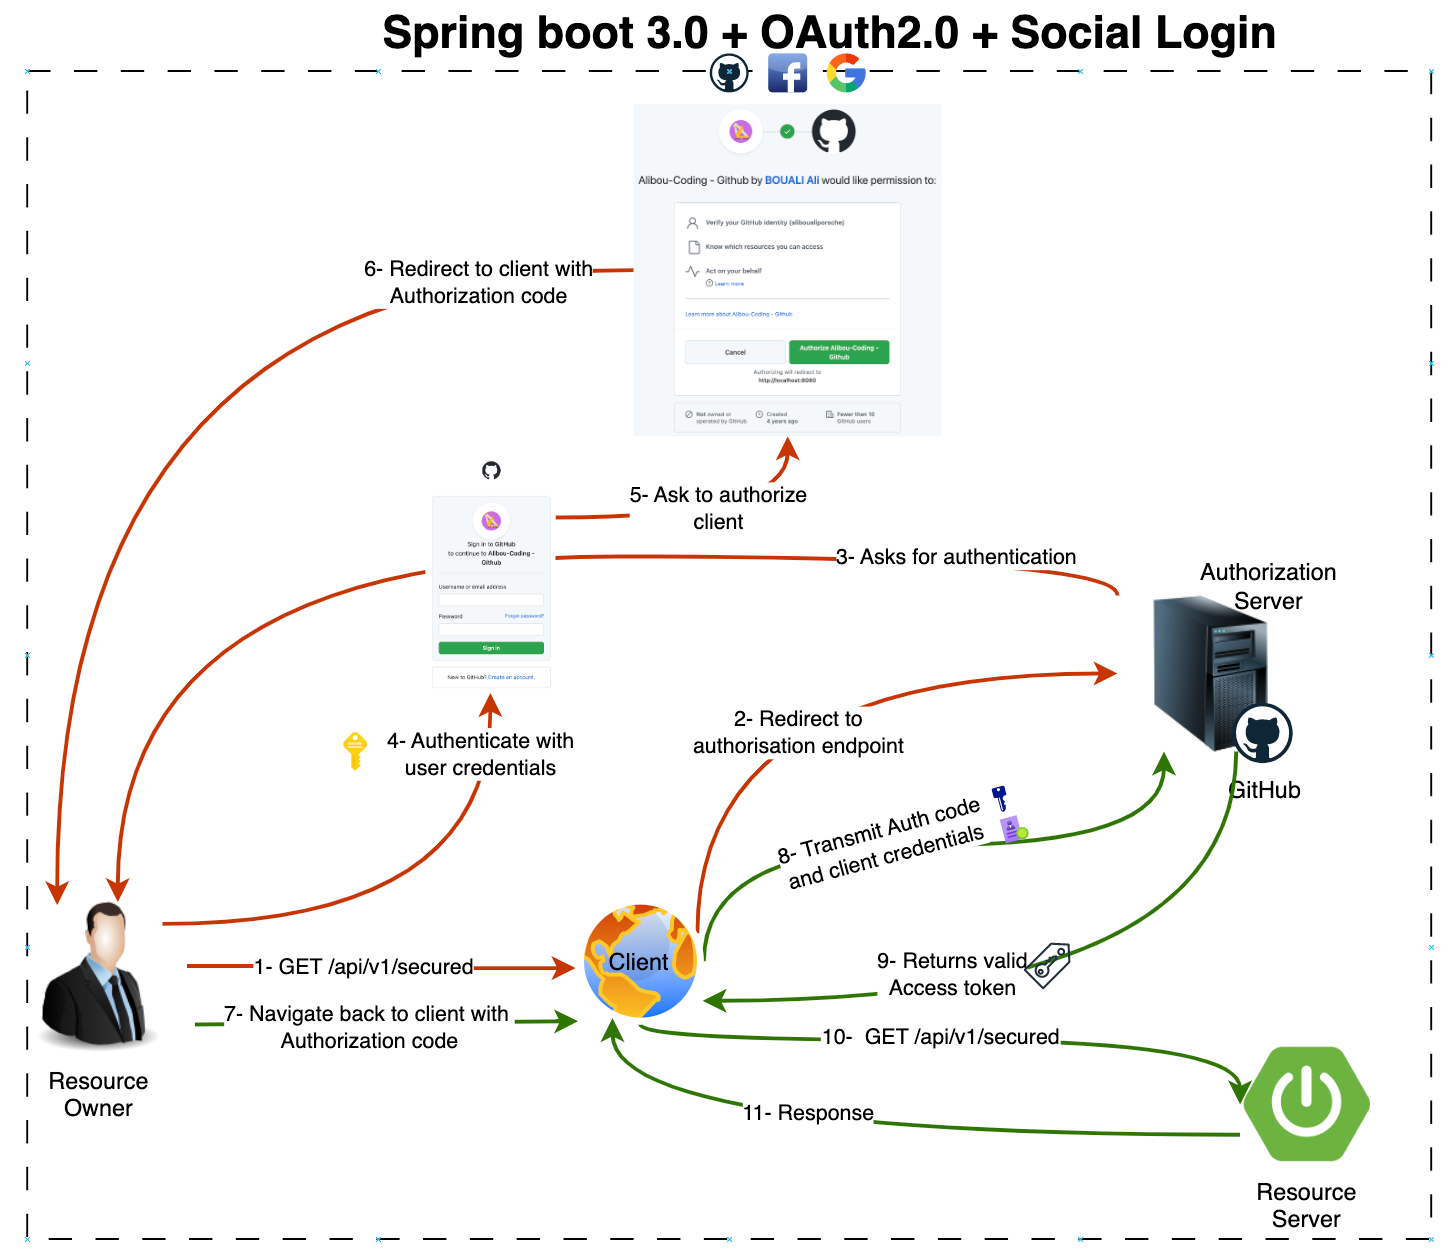 Spring boot 3.0 + OAuth2.0 + Social Login
Alibou-Coding - Github by BOUALI Ali would like permission to:
Verify your GitHub identity (aliboualiporsche)
Know which resources you can access
Act on your behalf
Learn more
Learn more about Alibou-Coding - Github
Cancel
Authorize Alibou-Coding -
Github
Authorizing will redirect to
http://localhost:8080
Not owned or
operated by GitHub
Created
4 years ago
Fewer than 10
GitHub users
6- Redirect to client with
Authorization code
5- Ask to authorize
client
Sign in to GitHub
to continue to Alibou-Coding -
Github
Username or email address
Password
Forgot password?
Sign in
New to GitHub? Create an account.
3- Asks for authentication
Authorization
Server
GitHub
2- Redirect to
authorisation endpoint
4- Authenticate with
user credentials
8- Transmit Auth code
and client credentials
Client
1- GET /api/v1/secured
9- Returns valid
Access token
7- Navigate back to client with
Authorization code
10- GET /api/v1/secured
11- Response
Resource
Owner
Resource
Server